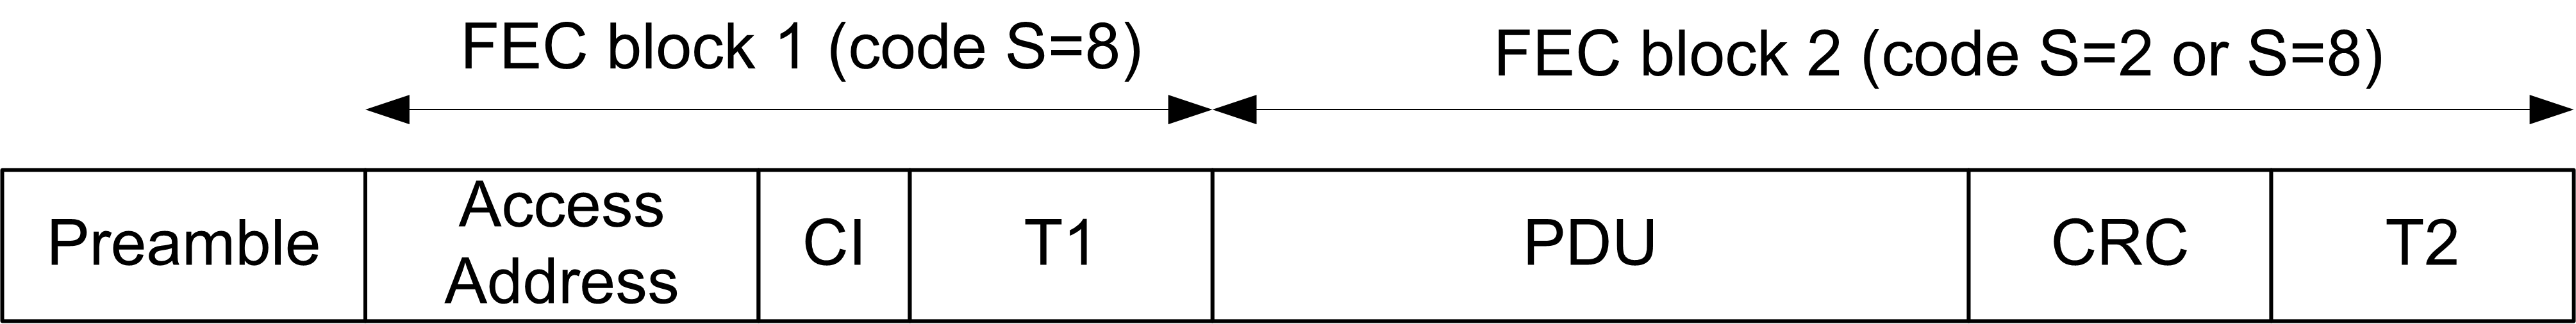 FEC block 1 (code S=8)
FEC block 2 (code S=2 or S=8)
Preamble
Access
Address
CI
T1
PDU
CRC
T2